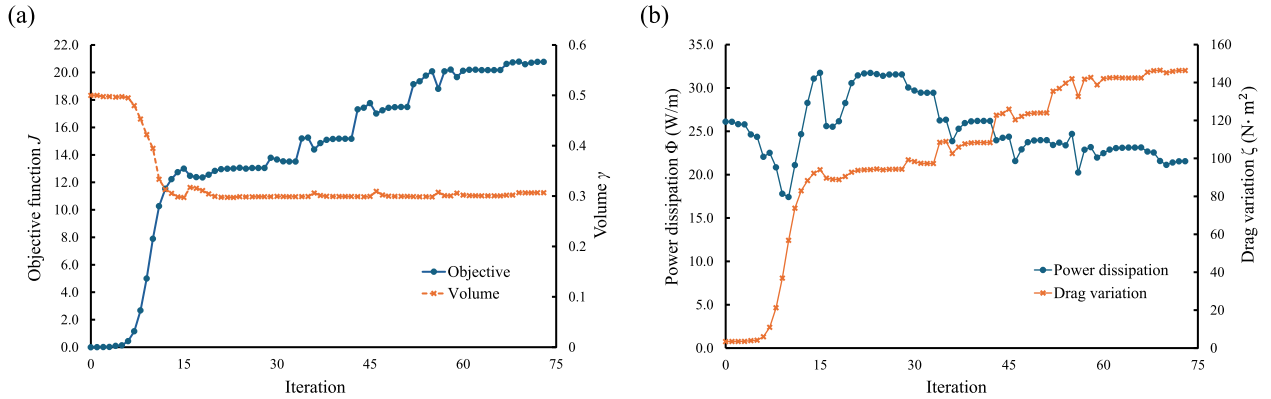 (a)
22.0
20.0
18.0
16.0
14.0
12.0
10.0
8.0
6.0
4.0
2.0
0.0
Objective function J
0.6
0.5
0.4
0.3
0.2
0.1
0
Volume γ
Objective
Volume
0 15 30 45 60 75
Iteration
(b)
35.0
30.0
25.0
20.0
15.0
10.0
5.0
0.0
Power dissipation Φ (W/m)
160
140
120
100
80
60
40
20
0
Drag variation ζ (N· m²)
Power dissipation
Drag variation
0 15 30 45 60 75
Iteration